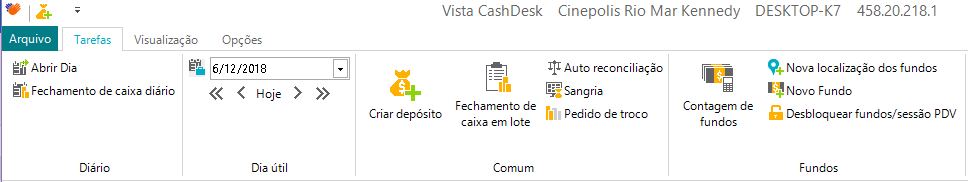 Vista CashDesk Cinepolis Rio Mar Kennedy DESKTOP-K7 458.20.218.1
Arquivo Tarefas Visualização Opções
Abrir Dia
Fechamento de caixa diário
Diário
6/12/2018
Hoje
Dia útil
Criar depósito
Fechamento de
caixa em lote
Auto reconciliação
Sangria
Pedido de troco
Comum
Contagem de
fundos
Nova localização dos fundos
Novo Fundo
Desbloquear fundos/sessão PDV
Fundos